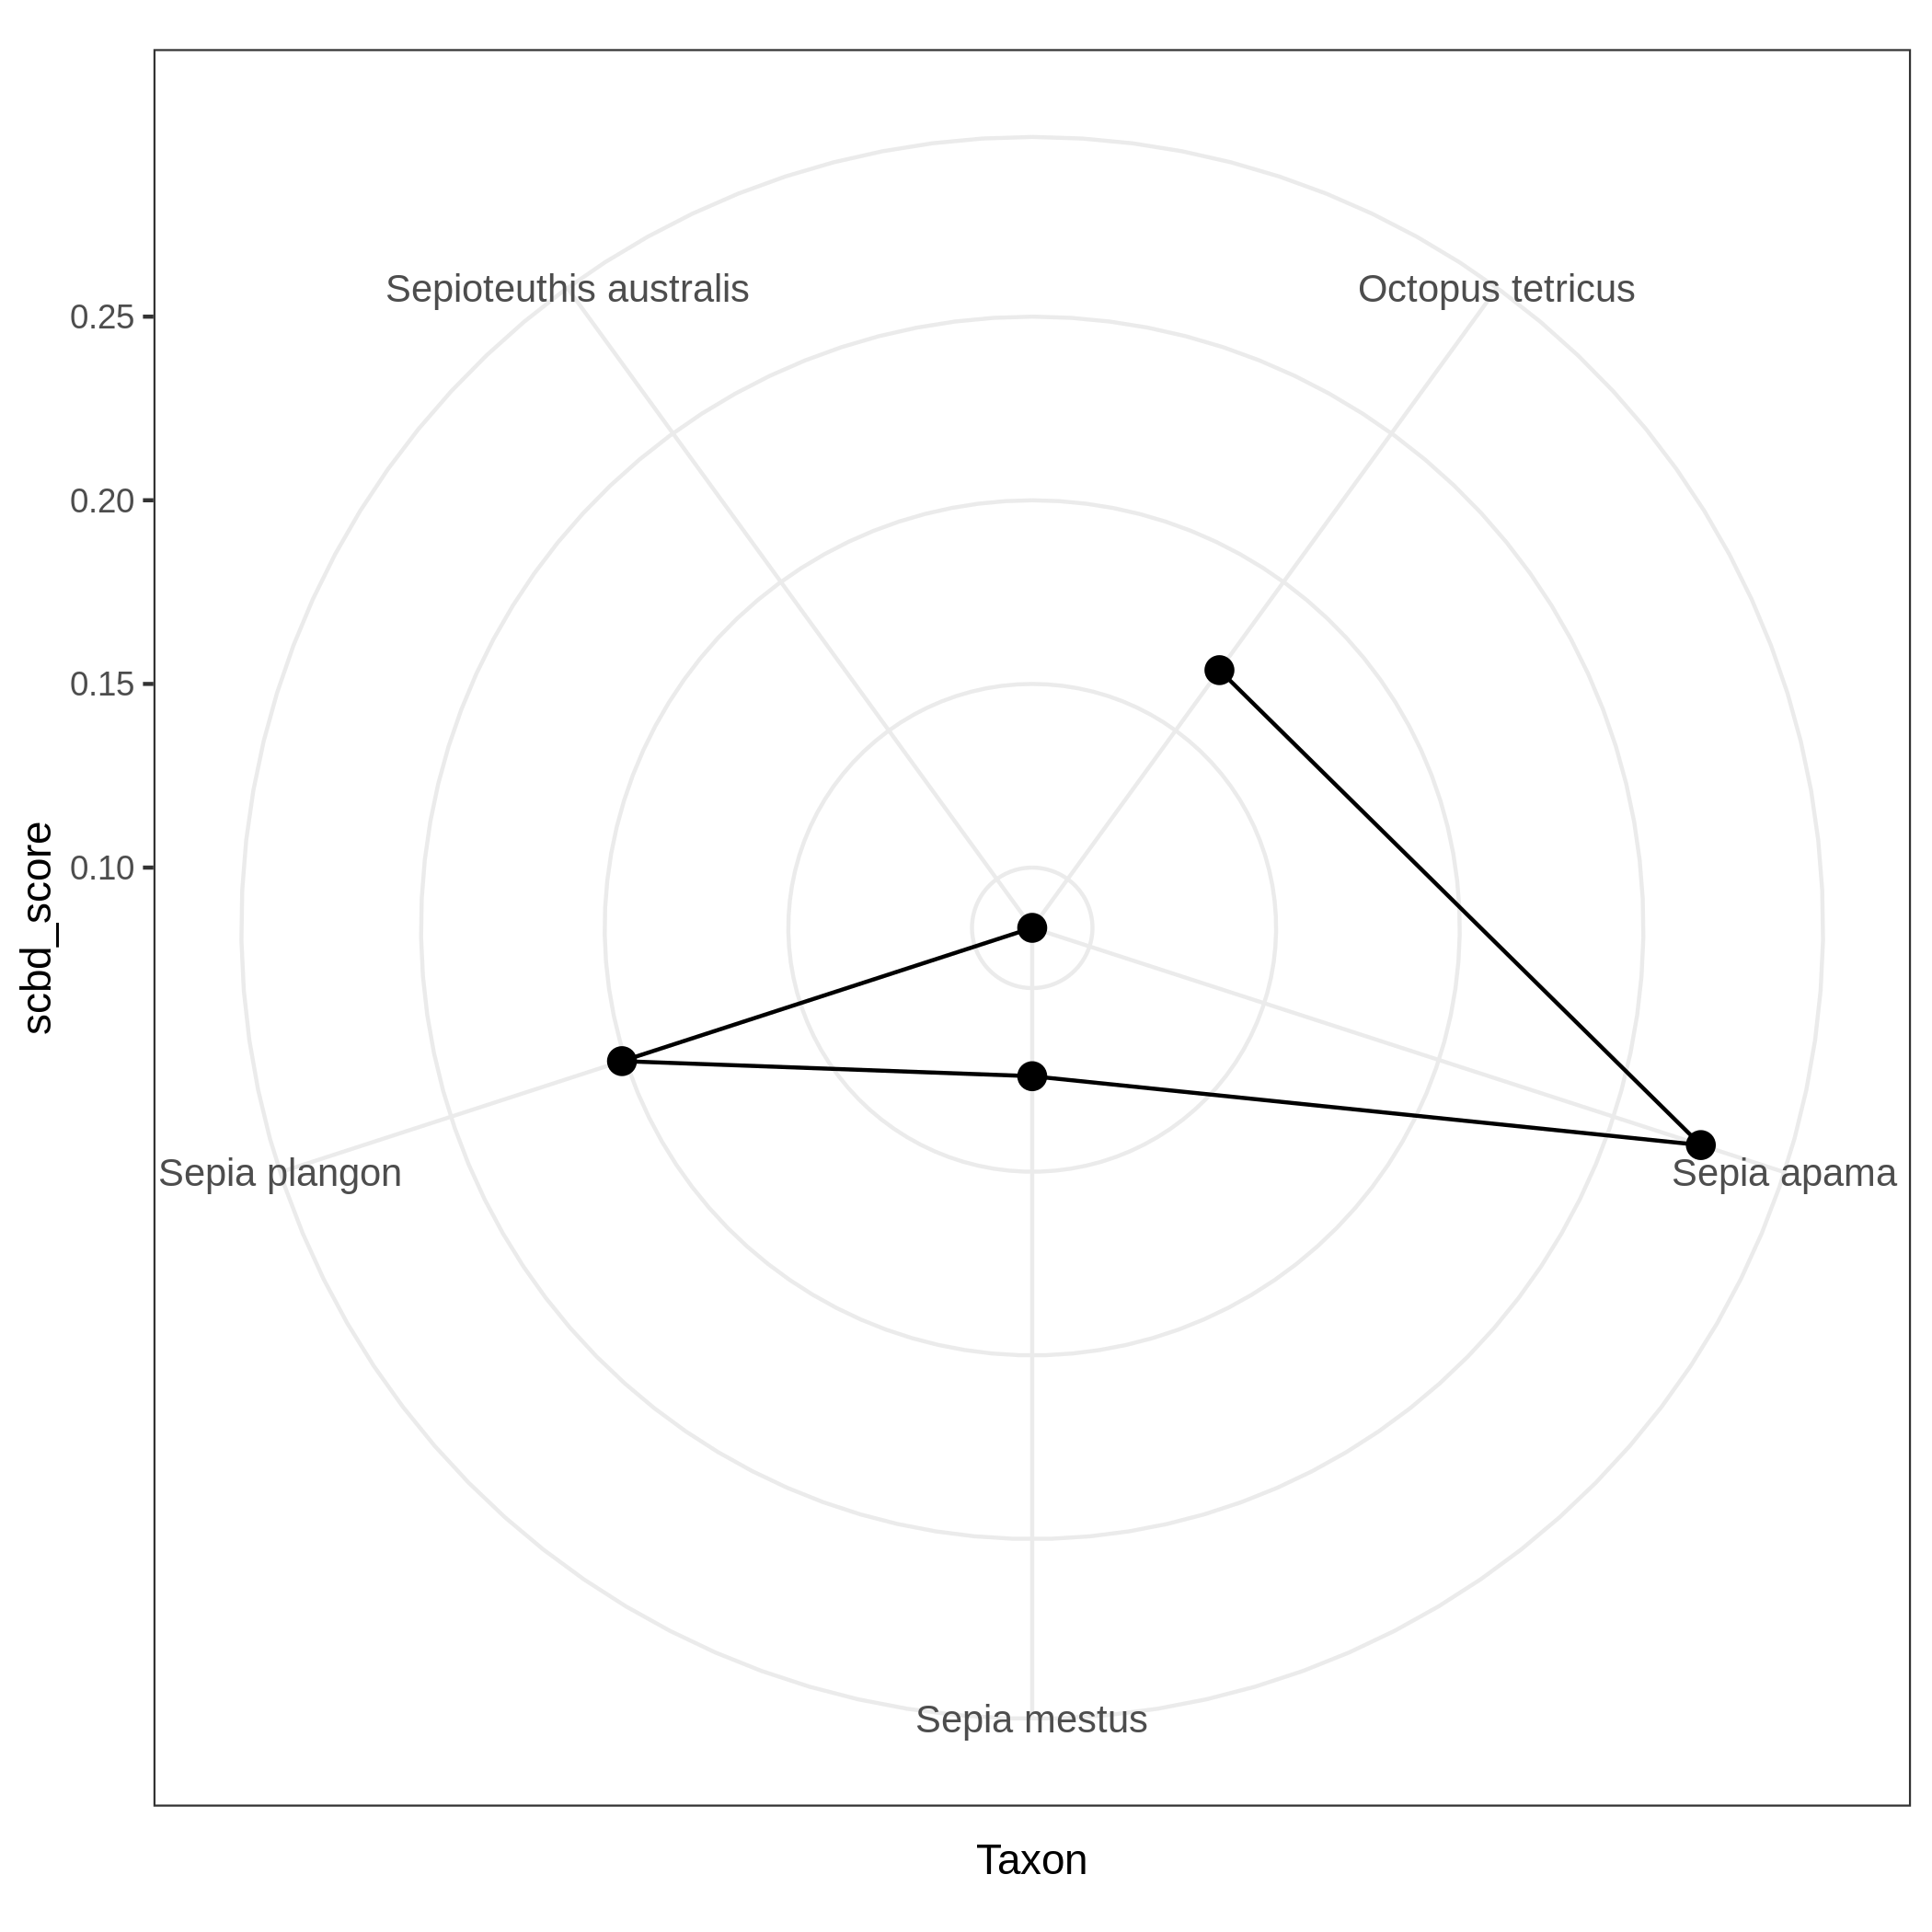 Sepioteuthis australis
Octopus tetricus
0.25
0.20
0.15
0.10
scbd_score
Sepia plangon
Sepia apama
Sepia mestus
Taxon